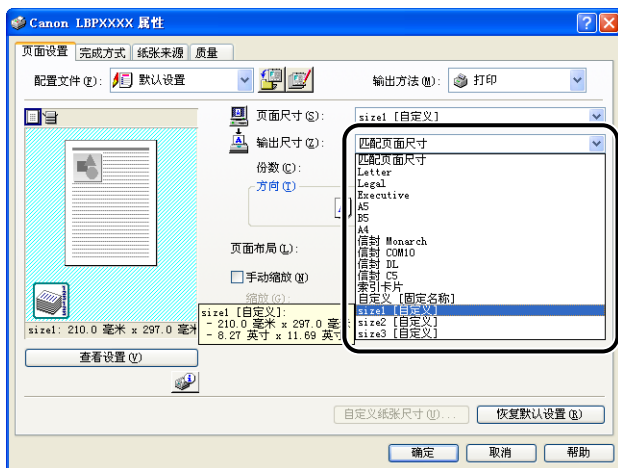 Canon LBPXXXX 属性
页面设置 完成方式 纸张来源 质量
配置文件(F): 默认设置 输出方法(M): 打印
页面尺寸(S): size1 [自定义]
输出尺寸(Z): 匹配页面尺寸
匹配页面尺寸
Letter
Legal
Executive
A5
B5
A4
信封 Monarch
信封 COM10
信封 DL
信封 C5
索引卡片
自定义 [固定名称]
size1 [自定义]
size2 [自定义]
size3 [自定义]
份数(C):
方向(T)
页面布局(L):
手动缩放(N)
缩放(G):
size1 [自定义]:
- 210.0 毫米 x 297.0 毫米
- 8.27 英寸 x 11.69 英寸
size1: 210.0 毫米 x 297.0 毫米
查看设置(V)
自定义纸张尺寸(U)... 恢复默认设置(R)
确定 取消 帮助